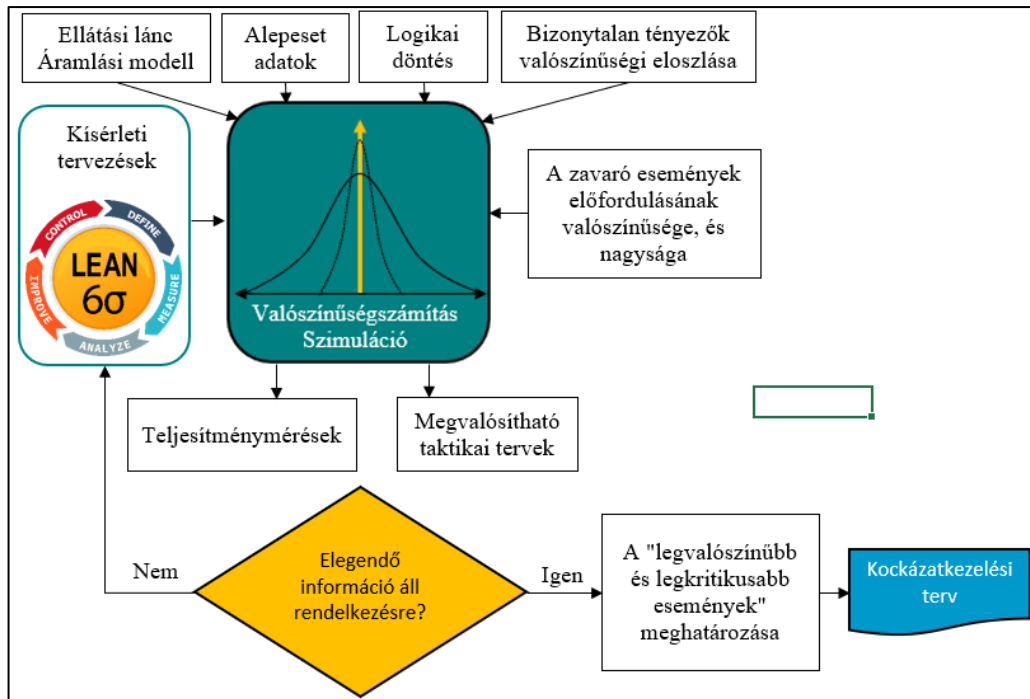 Ellátási lánc
Áramlási modell
Alepeset
adatok
Logikai
döntés
Bizonytalan tényezők
valószínűségi eloszlása
Kísérleti
tervezések
CONTROL
DEFINE
MEASURE
ANALYZE
IMPROVE
LEAN
6σ
Valószínűségszámítás
Szimuláció
A zavaró események
előfordulásának
valószínűsége, és
nagysága
Teljesítménymérések
Megvalósítható
taktikai tervek
Nem
Elegendő
információ áll
rendelkezésre?
Igen
A "legvalószínűbb
és legkritikusabb
események"
meghatározása
Kockázatkezelési
terv